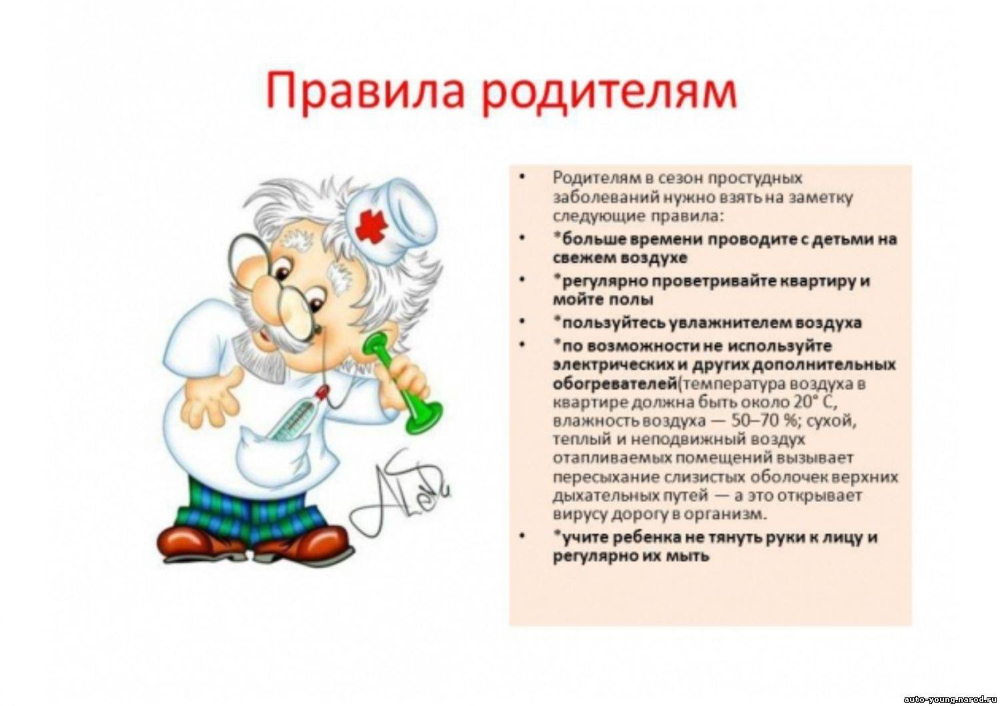 Правила родителям
• Родителям в сезон простудных
заболеваний нужно взять на заметку
следующие правила:
• *больше времени проводите с детьми на
свежем воздухе
• *регулярно проветривайте квартиру и
мойте полы
• *пользуйтесь увлажнителем воздуха
• *по возможности не используйте
электрических и других дополнительных
обогревателей(температура воздуха в
квартире должна быть около 20° С,
влажность воздуха — 50–70 %; сухой,
теплый и неподвижный воздух
отапливаемых помещений вызывает
пересыхание слизистых оболочек верхних
дыхательных путей — а это открывает
вирусу дорогу в организм.
• *учите ребенка не тянуть руки к лицу и
регулярно их мыть
auto-young.narod.ru